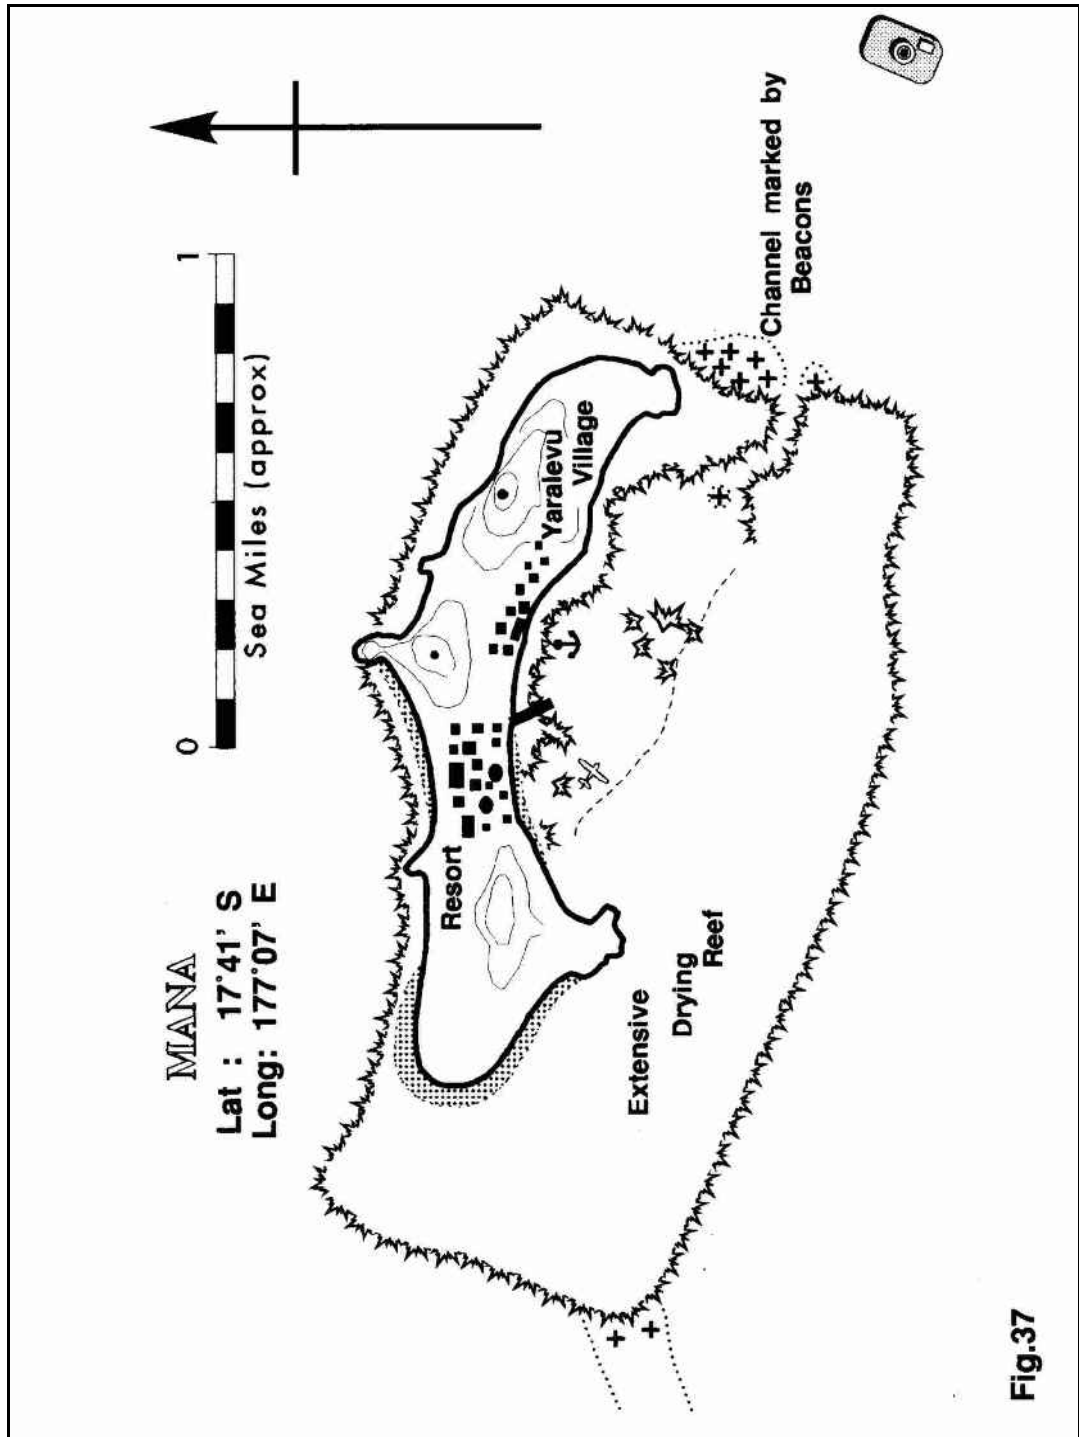 MANA
Lat : 17°41' S
Long: 177°07' E
0 1
Sea Miles (approx)
Resort
Yaralevu
Village
Extensive
Drying
Reef
Channel marked by
Beacons
Fig.37